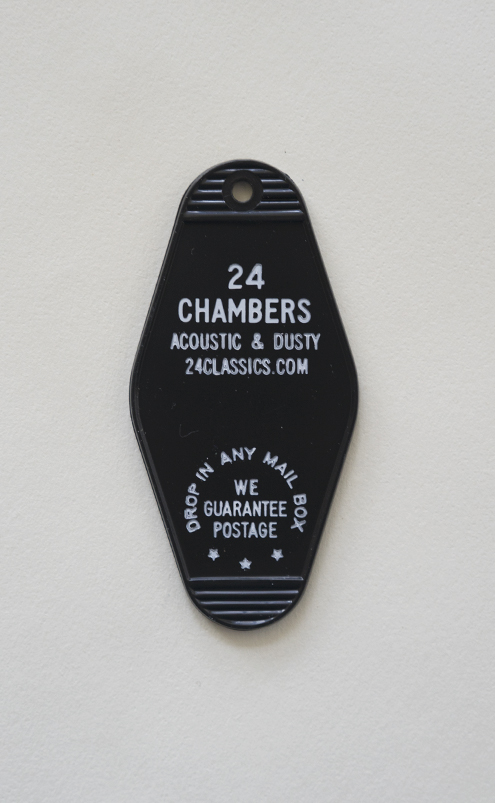 24
CHAMBERS
ACOUSTIC & DUSTY
24CLASSICS.COM
DROP IN ANY MAIL BOX
WE
GUARANTEE
POSTAGE